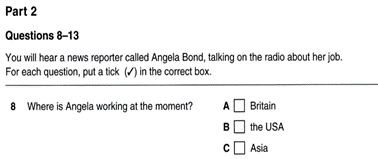 Part 2
Questions 8–13
You will hear a news reporter called Angela Bond, talking on the radio about her job.
For each question, put a tick (✓) in the correct box.
8 Where is Angela working at the moment? A Britain
B the USA
C Asia